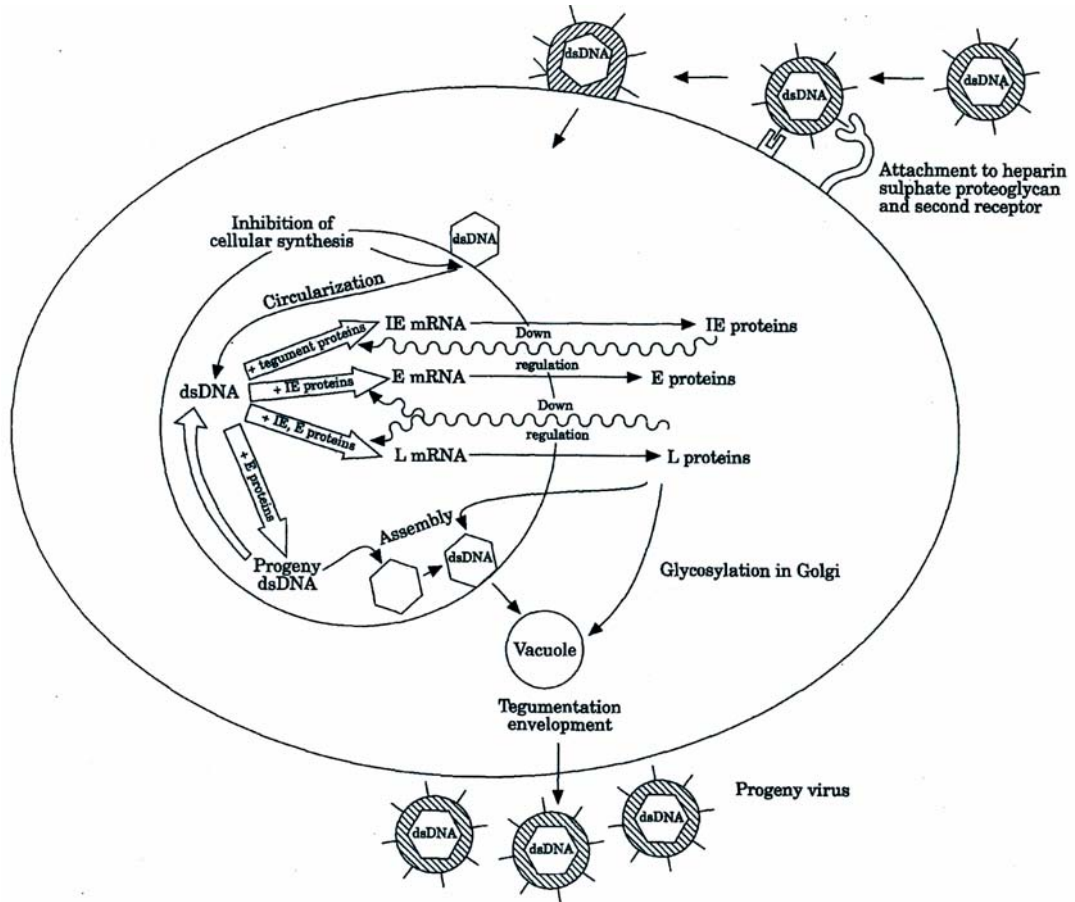 dsDNA
dsDNA
dsDNA
Attachment to heparin
sulphate proteoglycan
and second receptor
Inhibition of
cellular synthesis
dsDNA
Circularization
IE mRNA
Down
regulation
IE proteins
+ tegument proteins
dsDNA
+ IE proteins
E mRNA
E proteins
+ IE, E proteins
Down
regulation
L mRNA
L proteins
+ E proteins
Assembly
Progeny
dsDNA
dsDNA
Glycosylation in Golgi
Vacuole
Tegumentation
envelopment
Progeny virus
dsDNA
dsDNA
dsDNA